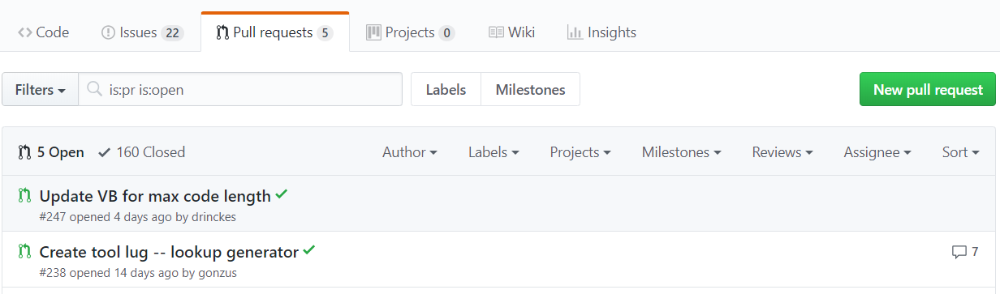 Code Issues 22 Pull requests 5 Projects 0 Wiki Insights
Filters is:pr is:open Labels Milestones New pull request
5 Open 160 Closed Author Labels Projects Milestones Reviews Assignee Sort
Update VB for max code length
#247 opened 4 days ago by drinckes
Create tool lug -- lookup generator 7
#238 opened 14 days ago by gonzus